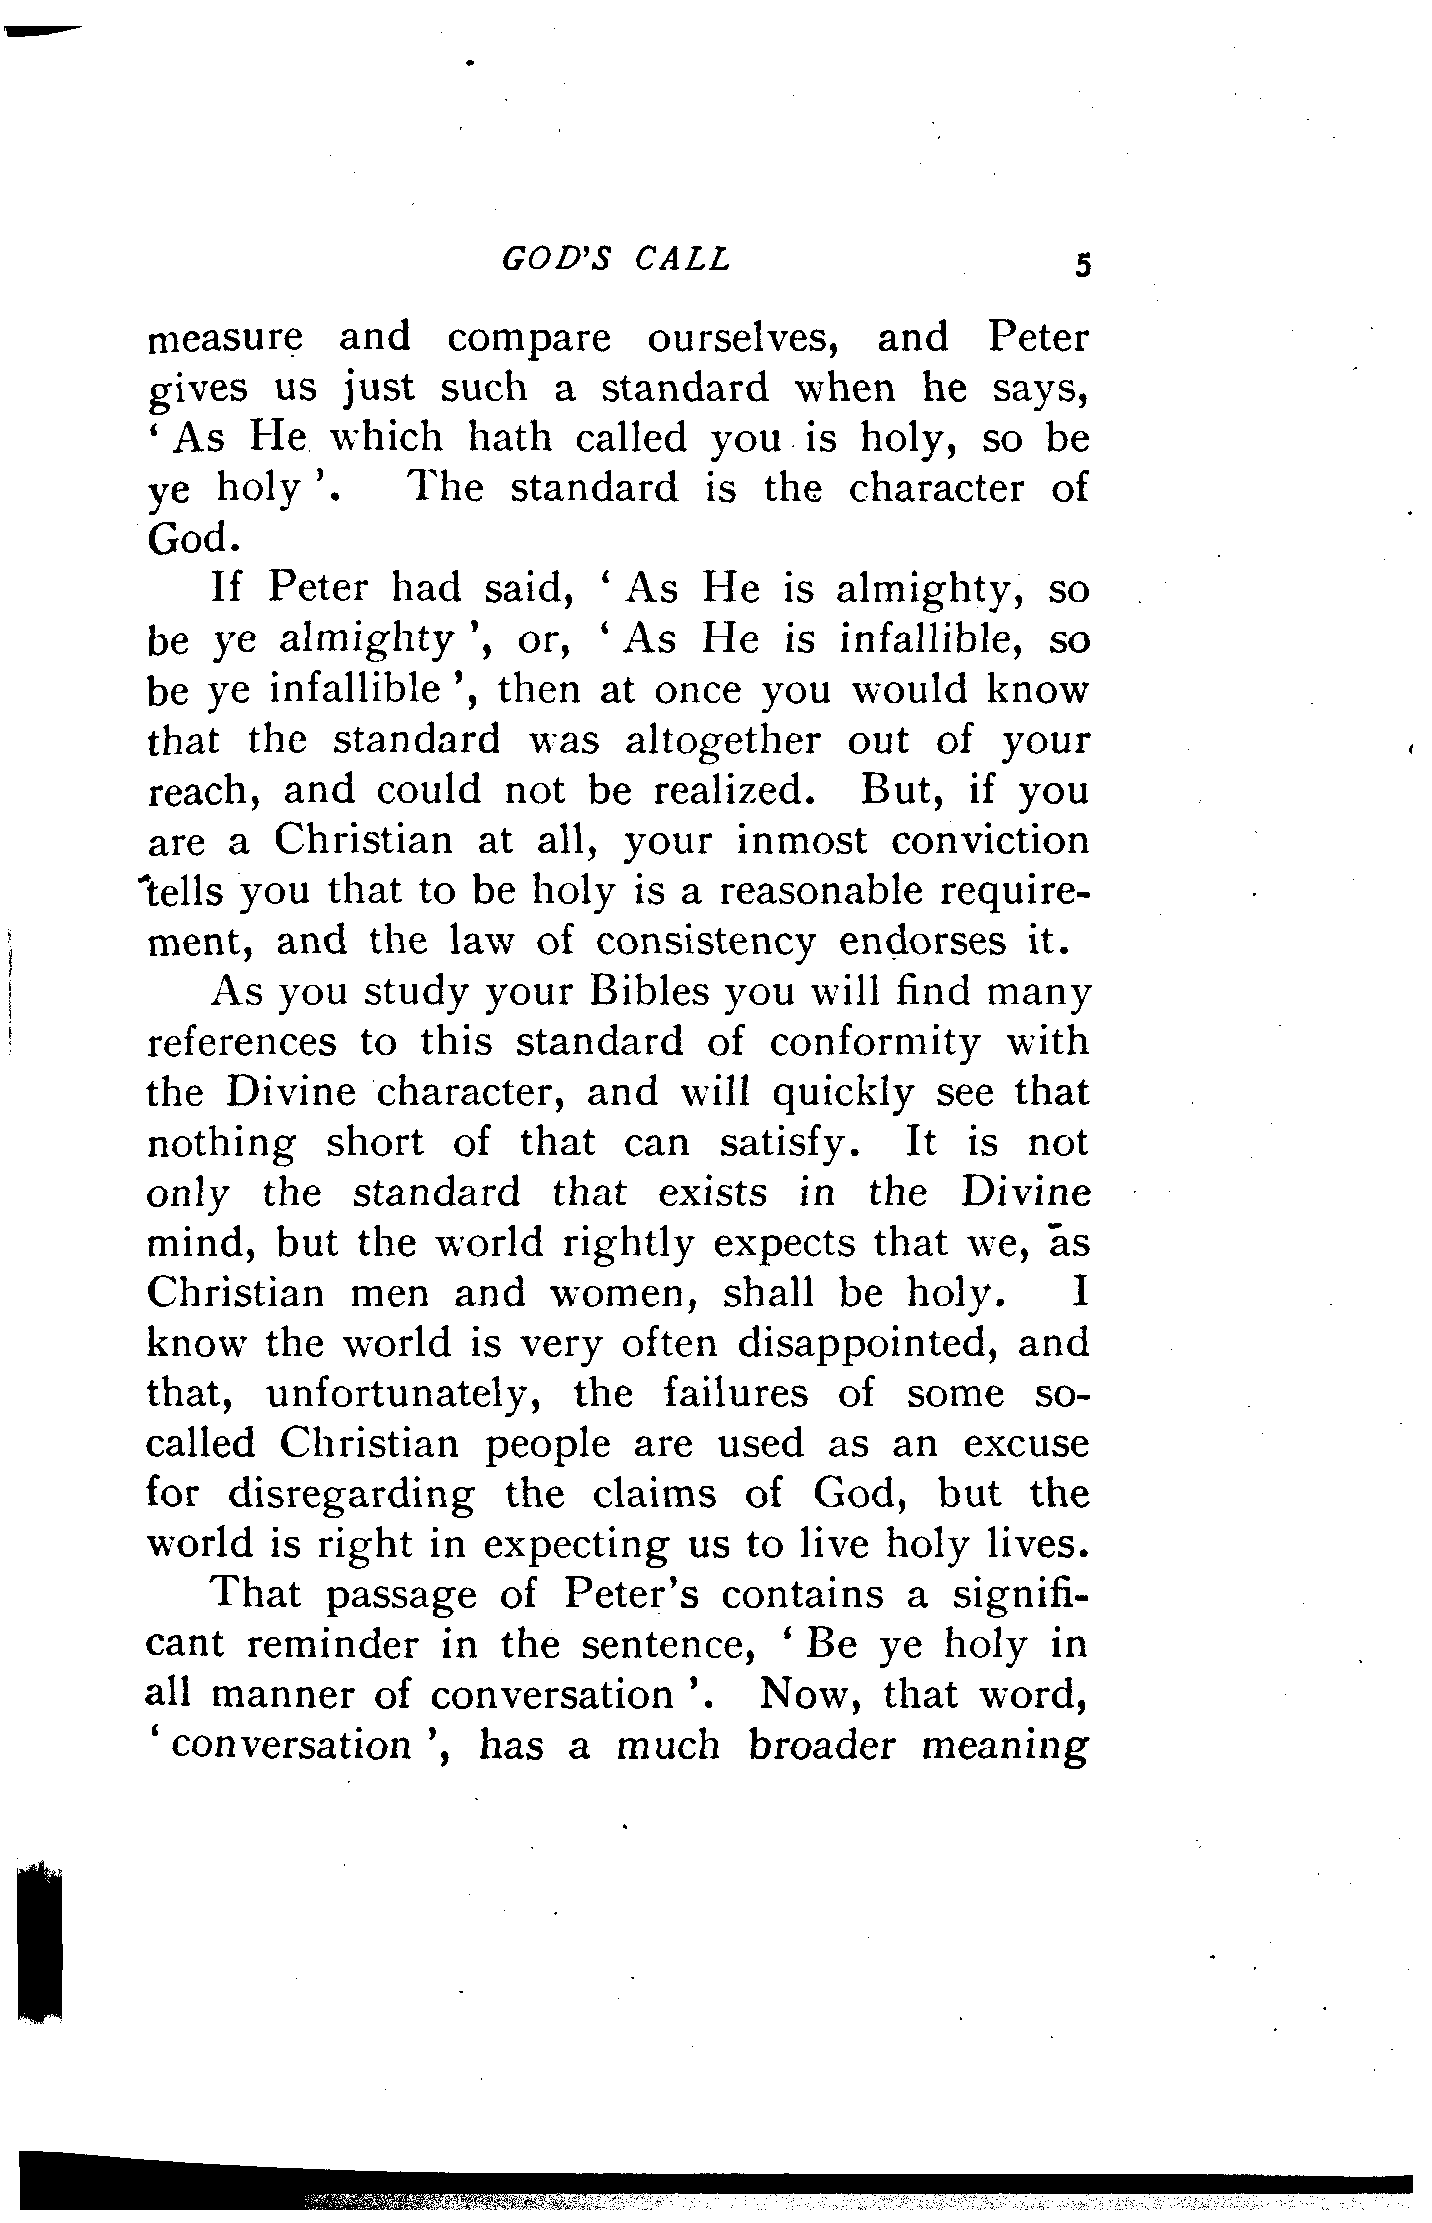 GOD'S CALL 5
measure and compare ourselves, and Peter
gives us just such a standard when he says,
‘ As He which hath called you is holy, so be
ye holy ’. The standard is the character of
God.
If Peter had said, ‘ As He is almighty, so
be ye almighty ’, or, ‘ As He is infallible, so
be ye infallible ’, then at once you would know
that the standard was altogether out of your
reach, and could not be realized. But, if you
are a Christian at all, your inmost conviction
tells you that to be holy is a reasonable require-
ment, and the law of consistency endorses it.
As you study your Bibles you will find many
references to this standard of conformity with
the Divine character, and will quickly see that
nothing short of that can satisfy. It is not
only the standard that exists in the Divine
mind, but the world rightly expects that we, as
Christian men and women, shall be holy. I
know the world is very often disappointed, and
that, unfortunately, the failures of some so-
called Christian people are used as an excuse
for disregarding the claims of God, but the
world is right in expecting us to live holy lives.
That passage of Peter's contains a signifi-
cant reminder in the sentence, ‘ Be ye holy in
all manner of conversation ’. Now, that word,
‘ conversation ’, has a much broader meaning